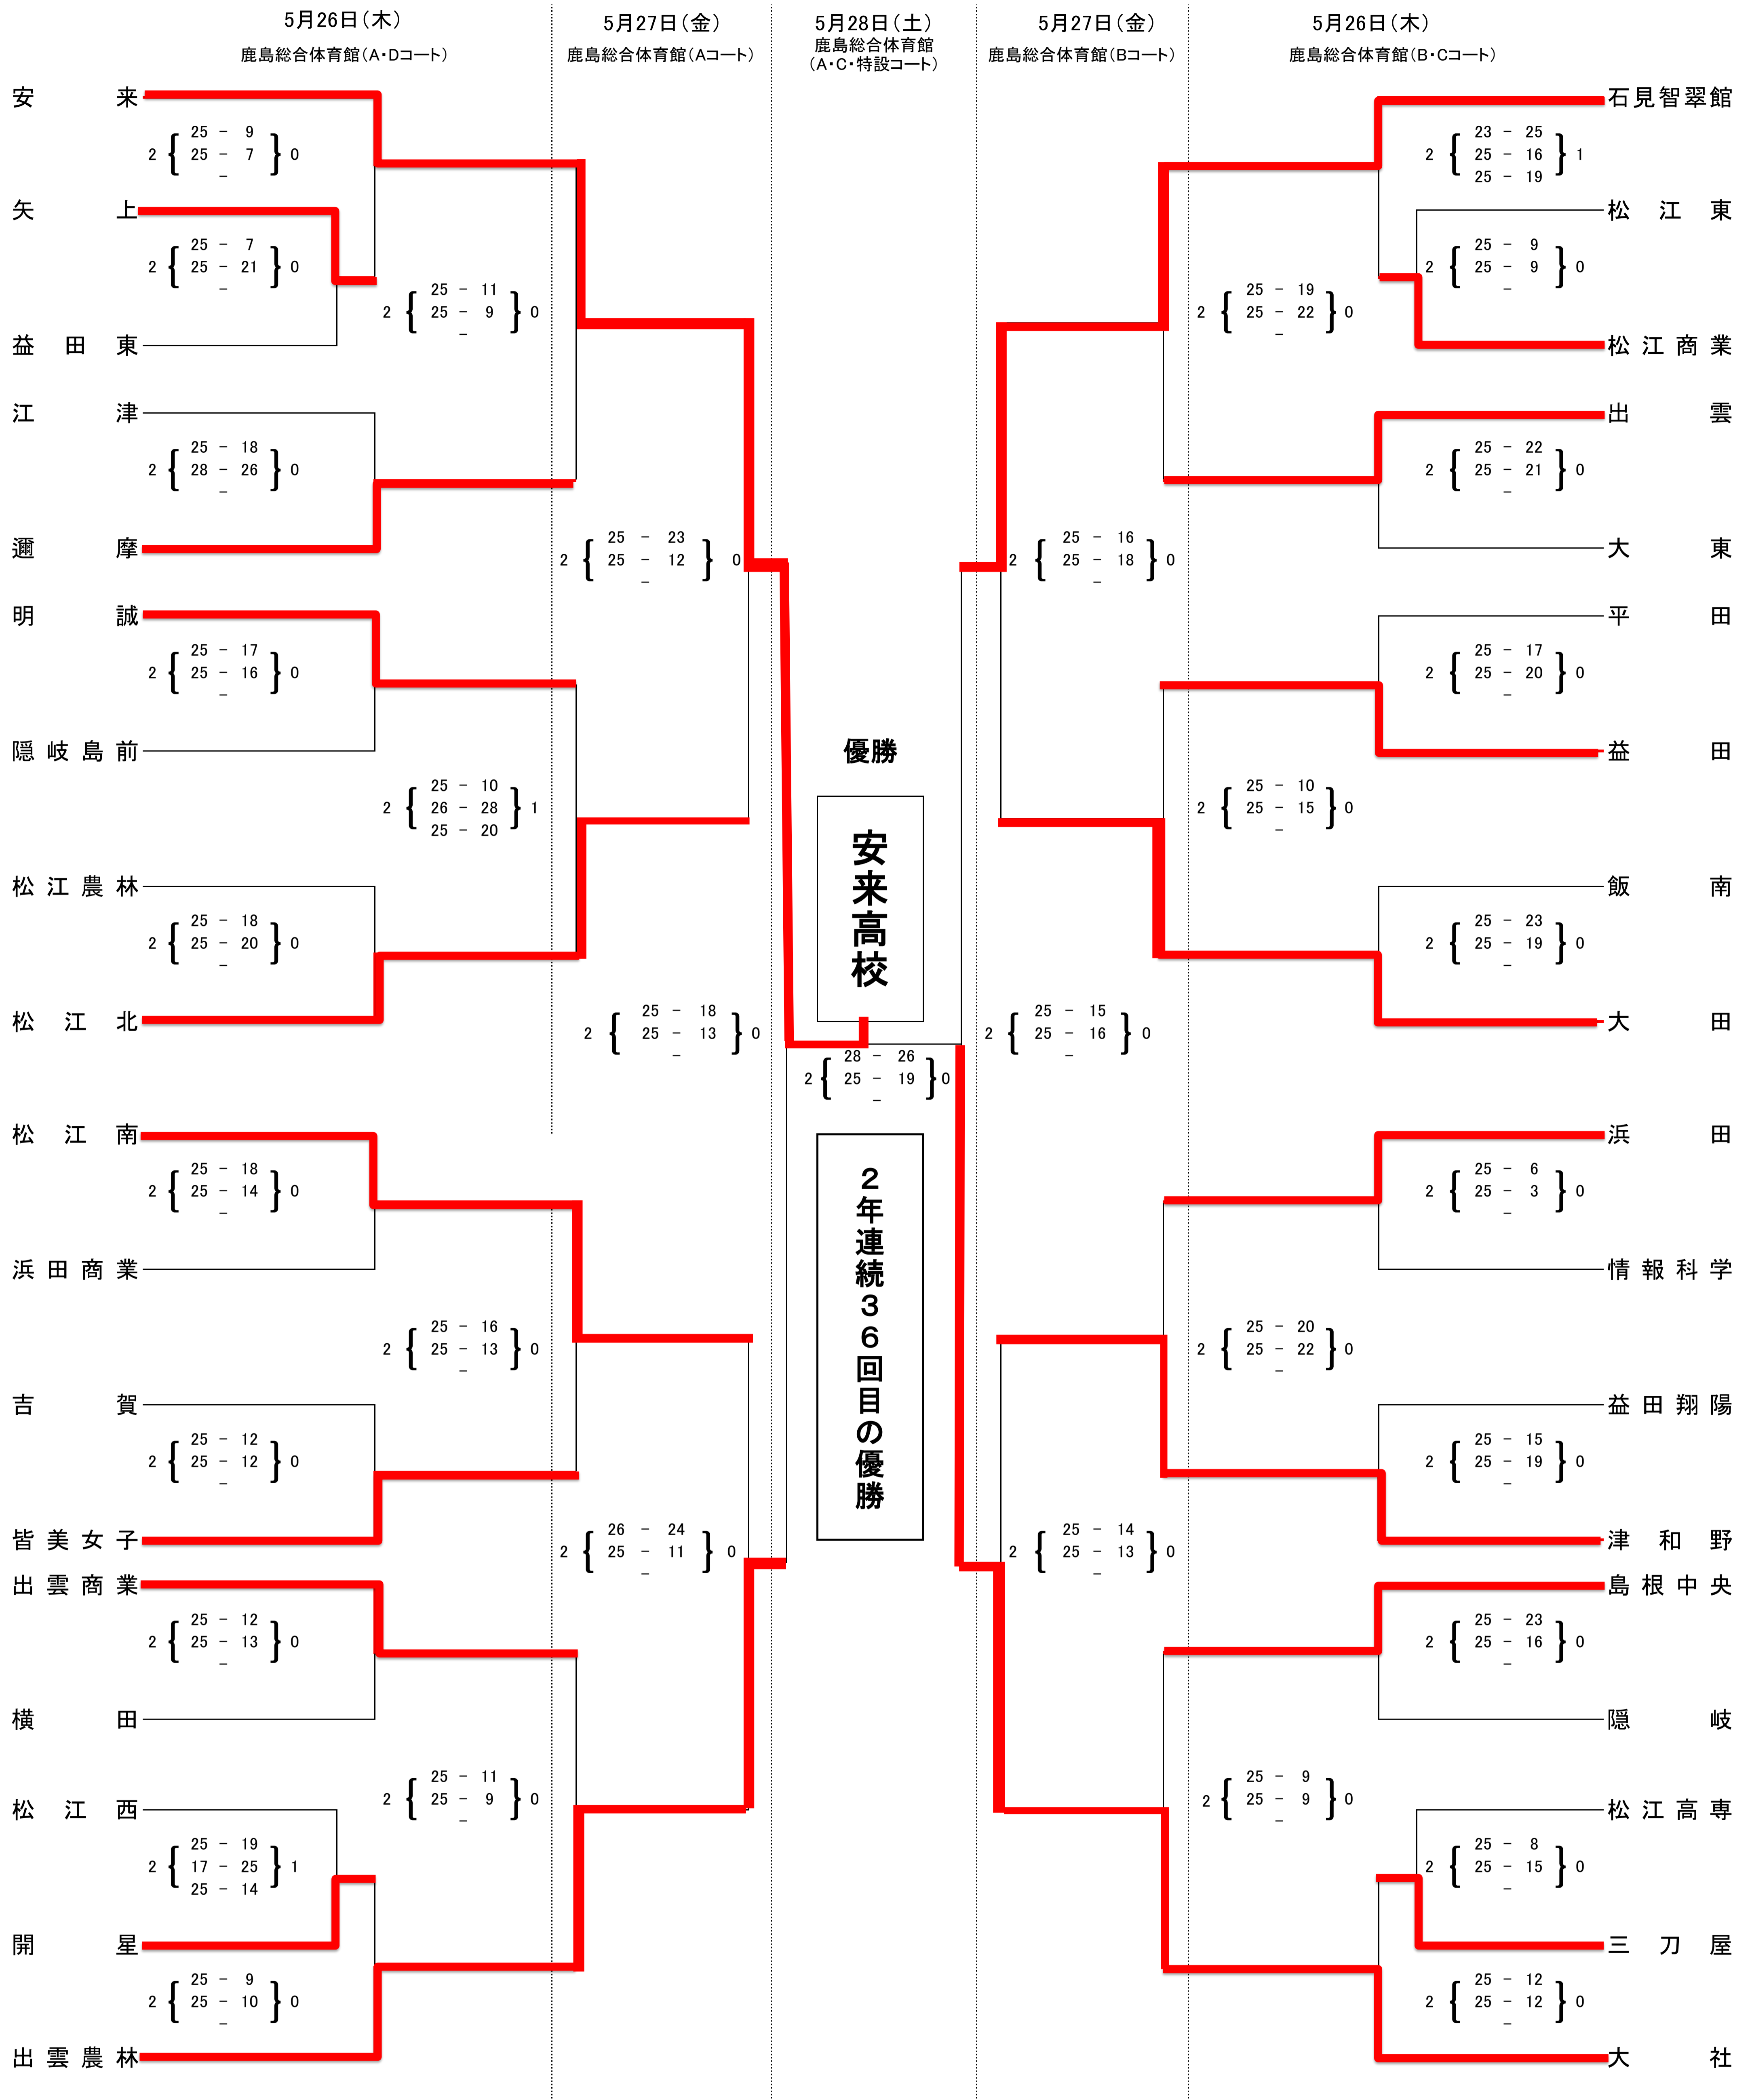 5月26日（木）
鹿島総合体育館（A・Dコート）
5月27日（金）
鹿島総合体育館（Aコート）
5月28日（土）
鹿島総合体育館
（A・C・特設コート）
5月27日（金）
鹿島総合体育館（Bコート）
5月26日（木）
鹿島総合体育館（B・Cコート）
安来
2 { 25 － 9
25 － 7 } 0
－
矢上
2 { 25 － 7
25 － 21 } 0
－
益田東
2 { 25 － 11
25 － 9 } 0
－
江津
2 { 25 － 18
28 － 26 } 0
－
邇摩
2 { 25 － 23
25 － 12 } 0
－
明誠
2 { 25 － 17
25 － 16 } 0
－
隠岐島前
2 { 25 － 10
26 － 28 } 1
25 － 20
松江農林
2 { 25 － 18
25 － 20 } 0
－
松江北
2 { 25 － 18
25 － 13 } 0
－
松江南
2 { 25 － 18
25 － 14 } 0
－
浜田商業
2 { 25 － 16
25 － 13 } 0
－
吉賀
2 { 25 － 12
25 － 12 } 0
－
皆美女子
2 { 26 － 24
25 － 11 } 0
－
出雲商業
2 { 25 － 12
25 － 13 } 0
－
横田
2 { 25 － 11
25 － 9 } 0
－
松江西
2 { 25 － 19
17 － 25 } 1
25 － 14
開星
2 { 25 － 9
25 － 10 } 0
－
出雲農林
優勝
安来高校
2 { 28 － 26
25 － 19 } 0
－
２年連続３６回目の優勝
石見智翠館
2 { 23 － 25
25 － 16 } 1
25 － 19
松江東
2 { 25 － 9
25 － 9 } 0
－
2 { 25 － 19
25 － 22 } 0
－
松江商業
出雲
2 { 25 － 22
25 － 21 } 0
－
大東
2 { 25 － 16
25 － 18 } 0
－
平田
2 { 25 － 17
25 － 20 } 0
－
益田
2 { 25 － 10
25 － 15 } 0
－
飯南
2 { 25 － 23
25 － 19 } 0
－
大田
2 { 25 － 15
25 － 16 } 0
－
浜田
2 { 25 － 6
25 － 3 } 0
－
情報科学
2 { 25 － 20
25 － 22 } 0
－
益田翔陽
2 { 25 － 15
25 － 19 } 0
－
津和野
2 { 25 － 14
25 － 13 } 0
－
島根中央
2 { 25 － 23
25 － 16 } 0
－
隠岐
2 { 25 － 9
25 － 9 } 0
－
松江高専
2 { 25 － 8
25 － 15 } 0
－
三刀屋
2 { 25 － 12
25 － 12 } 0
－
大社